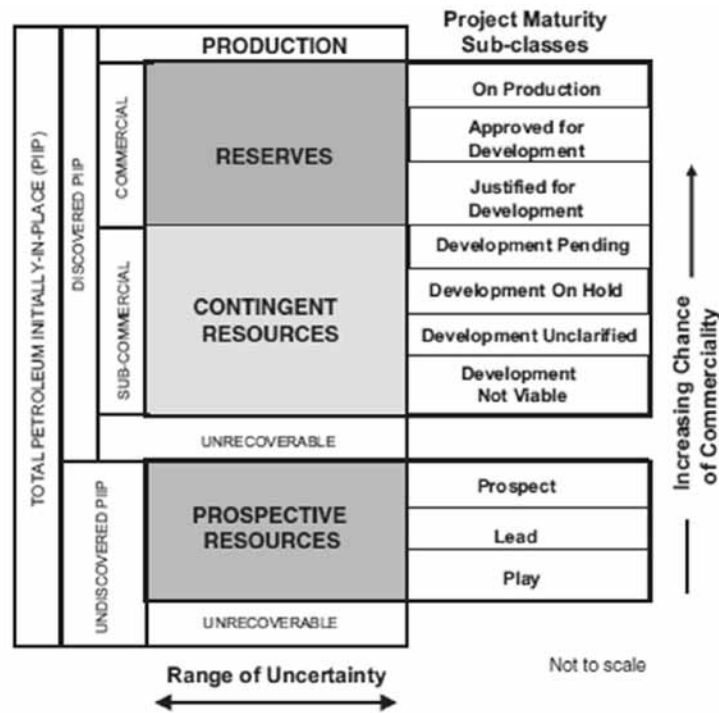 Project Maturity
Sub-classes
PRODUCTION
On Production
Approved for
Development
Justified for
Development
RESERVES
Development Pending
Development On Hold
Development Unclarified
Development
Not Viable
CONTINGENT
RESOURCES
UNRECOVERABLE
Prospect
Lead
Play
PROSPECTIVE
RESOURCES
UNRECOVERABLE
TOTAL PETROLEUM INITIALLY-IN-PLACE (PIIP)
DISCOVERED PIIP
UNDISCOVERED PIIP
COMMERCIAL
SUB-COMMERCIAL
Increasing Chance
of Commerciality
Range of Uncertainty
Not to scale